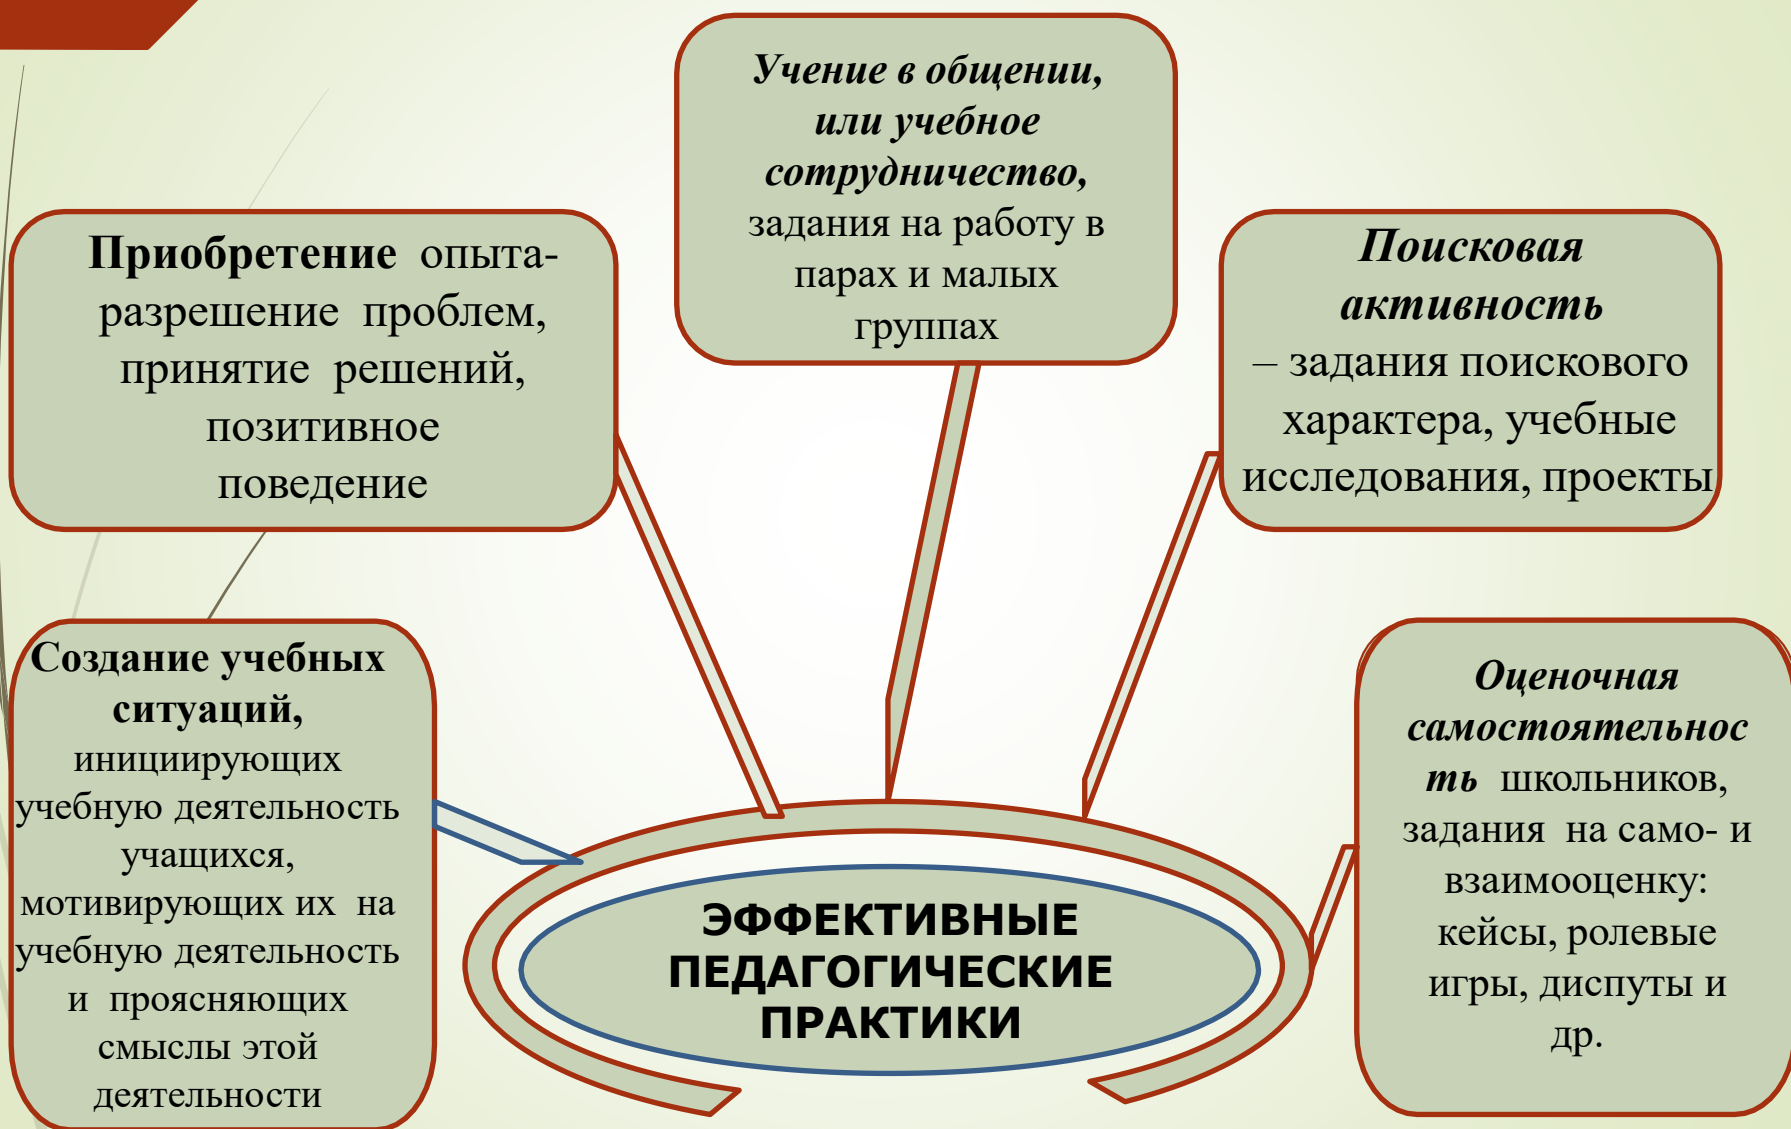 Учение в общении,
или учебное
сотрудничество,
задания на работу в
парах и малых
группах
Приобретение опыта-
разрешение проблем,
принятие решений,
позитивное
поведение
Поисковая
активность
– задания поискового
характера, учебные
исследования, проекты
Создание учебных
ситуаций,
инициирующих
учебную деятельность
учащихся,
мотивирующих их на
учебную деятельность
и проясняющих
смыслы этой
деятельности
Оценочная
самостоятельнос
ть школьников,
задания на само- и
взаимооценку:
кейсы, ролевые
игры, диспуты и
др.
ЭФФЕКТИВНЫЕ
ПЕДАГОГИЧЕСКИЕ
ПРАКТИКИ